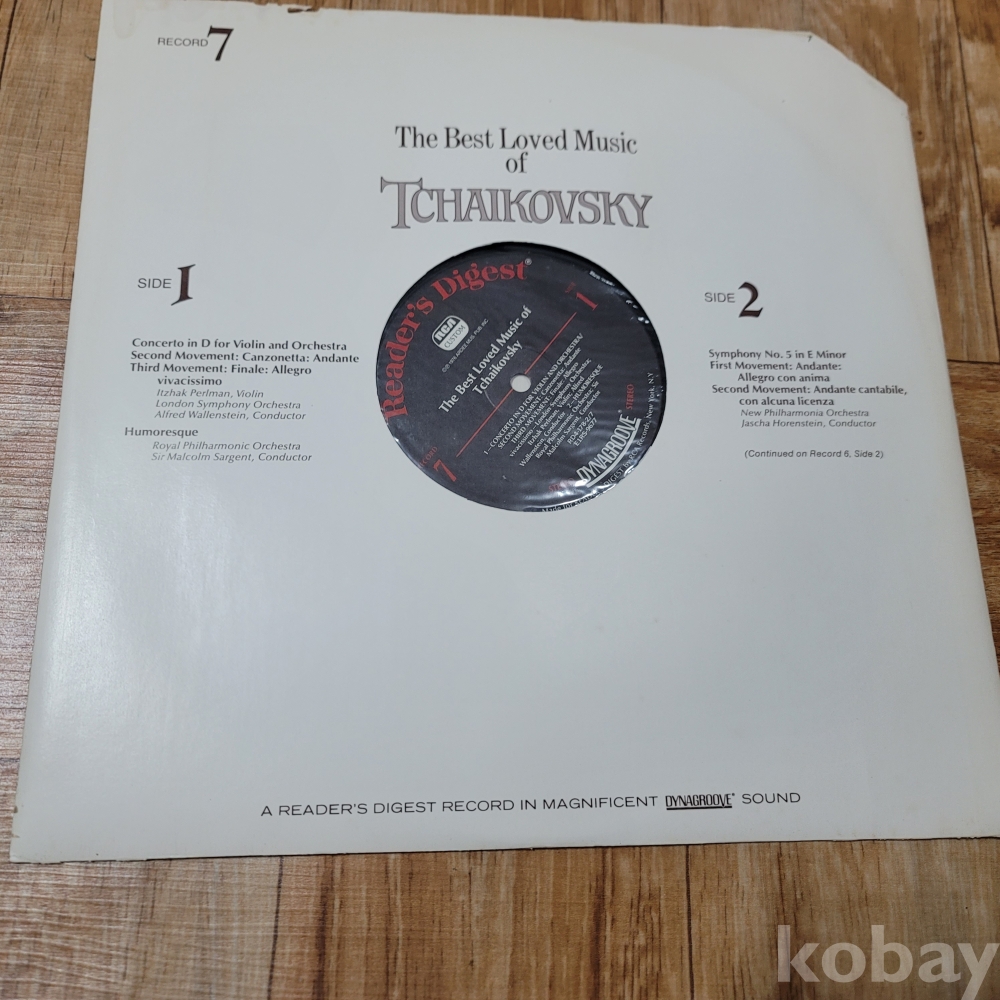 RECORD 7
The Best Loved Music
of
TCHAIKOVSKY
SIDE 1
Concerto in D for Violin and Orchestra
Second Movement: Canzonetta: Andante
Third Movement: Finale: Allegro
vivacissimo
Itzhak Perlman, Violin
London Symphony Orchestra
Alfred Wallenstein, Conductor
Humoresque
Royal Philharmonic Orchestra
Sir Malcolm Sargent, Conductor
SIDE 2
Symphony No. 5 in E Minor
First Movement: Andante:
Allegro con anima
Second Movement: Andante cantabile,
con alcuna licenza
New Philharmonia Orchestra
Jascha Horenstein, Conductor
(Continued on Record 6, Side 2)
Reader's Digest®
RCA
CUSTOM
The Best Loved Music of
Tchaikovsky
1
RECORD
7
STEREO
DYNAGROOVE
A READER'S DIGEST RECORD IN MAGNIFICENT DYNAGROOVE® SOUND
kobay